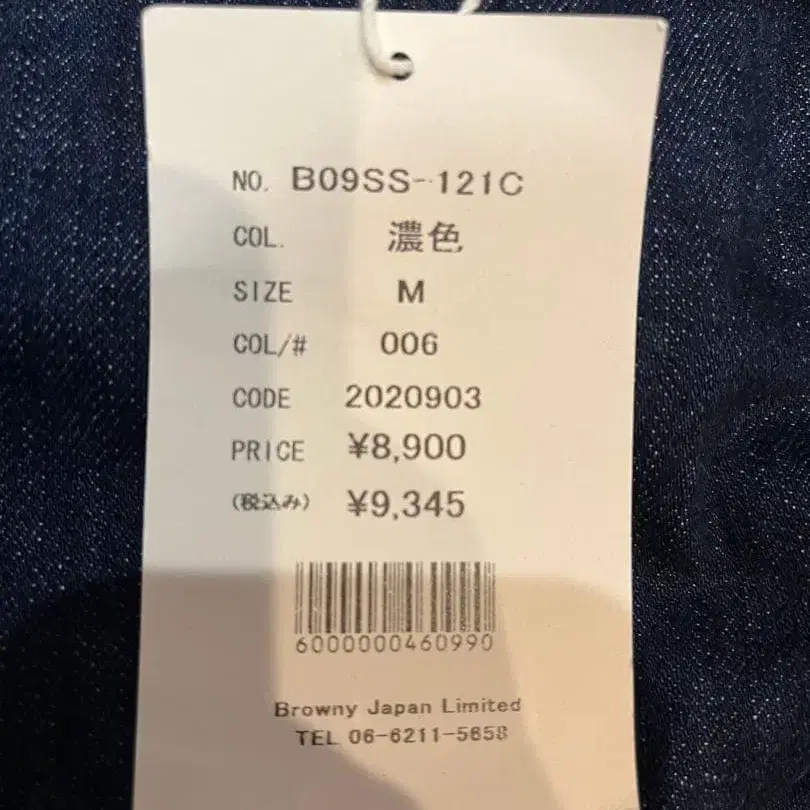 NO. B09SS-121C
COL. 濃色
SIZE M
COL/# 006
CODE 2020903
PRICE ¥8,900
(税込み) ¥9,345
6000000460990
Browny Japan Limited
TEL 06-6211-5658